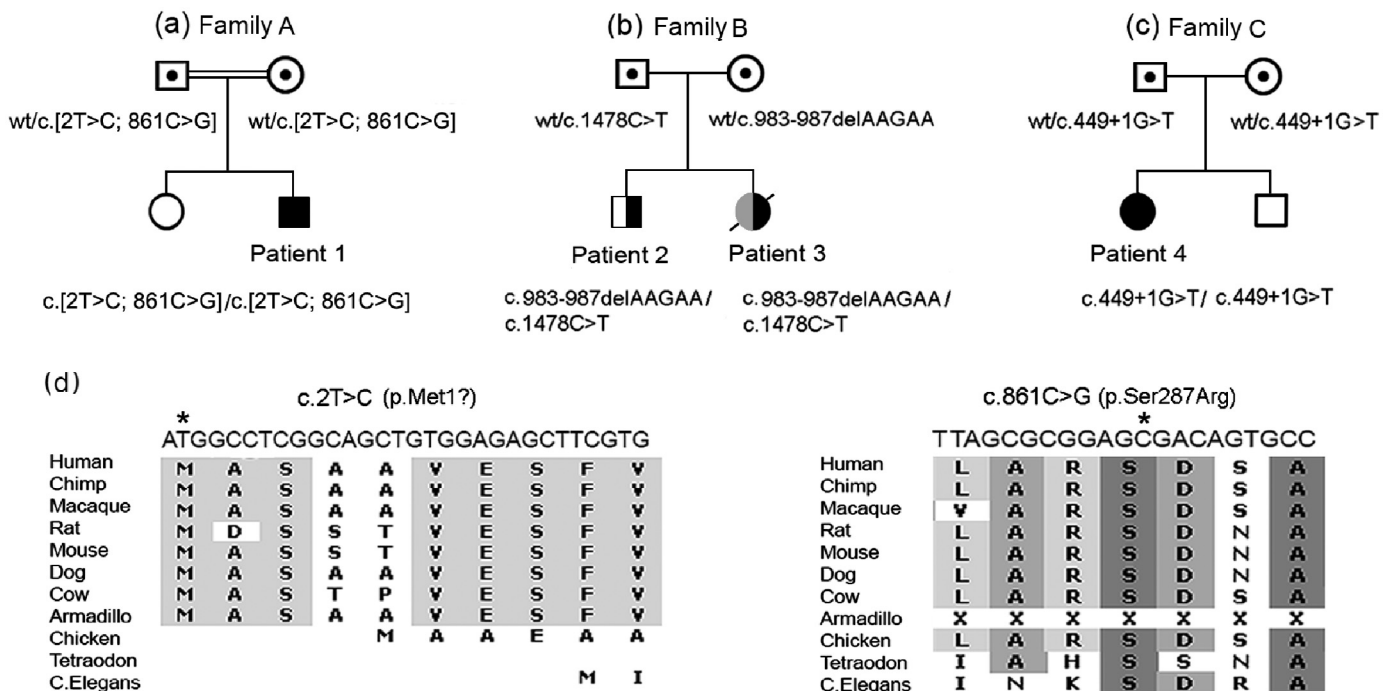 (a) Family A
(b) Family B
(c) Family C
wt/c.[2T>C; 861C>G]
wt/c.[2T>C; 861C>G]
wt/c.1478C>T
wt/c.983-987delAAGAA
wt/c.449+1G>T
wt/c.449+1G>T
Patient 1
Patient 2
Patient 3
Patient 4
c.[2T>C; 861C>G]/c.[2T>C; 861C>G]
c.983-987delAAGAA/
c.1478C>T
c.983-987delAAGAA/
c.1478C>T
c.449+1G>T/ c.449+1G>T
(d)
c.2T>C (p.Met1?)
*
ATGGCCTCGGCAGCTGTGGAGAGCTTCGTG
Human M A S A A V E S F V
Chimp M A S A A V E S F V
Macaque M A S A A V E S F V
Rat M D S S T V E S F V
Mouse M A S S T V E S F V
Dog M A S A A V E S F V
Cow M A S T P V E S F V
Armadillo M A S A A V E S F V
Chicken M A A E A A
Tetraodon
C.Elegans M I
c.861C>G (p.Ser287Arg)
*
TTAGCGCGGAGCGACAGTGCC
Human L A R S D S A
Chimp L A R S D S A
Macaque V A R S D S A
Rat L A R S D N A
Mouse L A R S D N A
Dog L A R S D N A
Cow L A R S D S A
Armadillo X X X X X X X
Chicken L A R S D S A
Tetraodon I A H S S N A
C.Elegans I N K S D R A